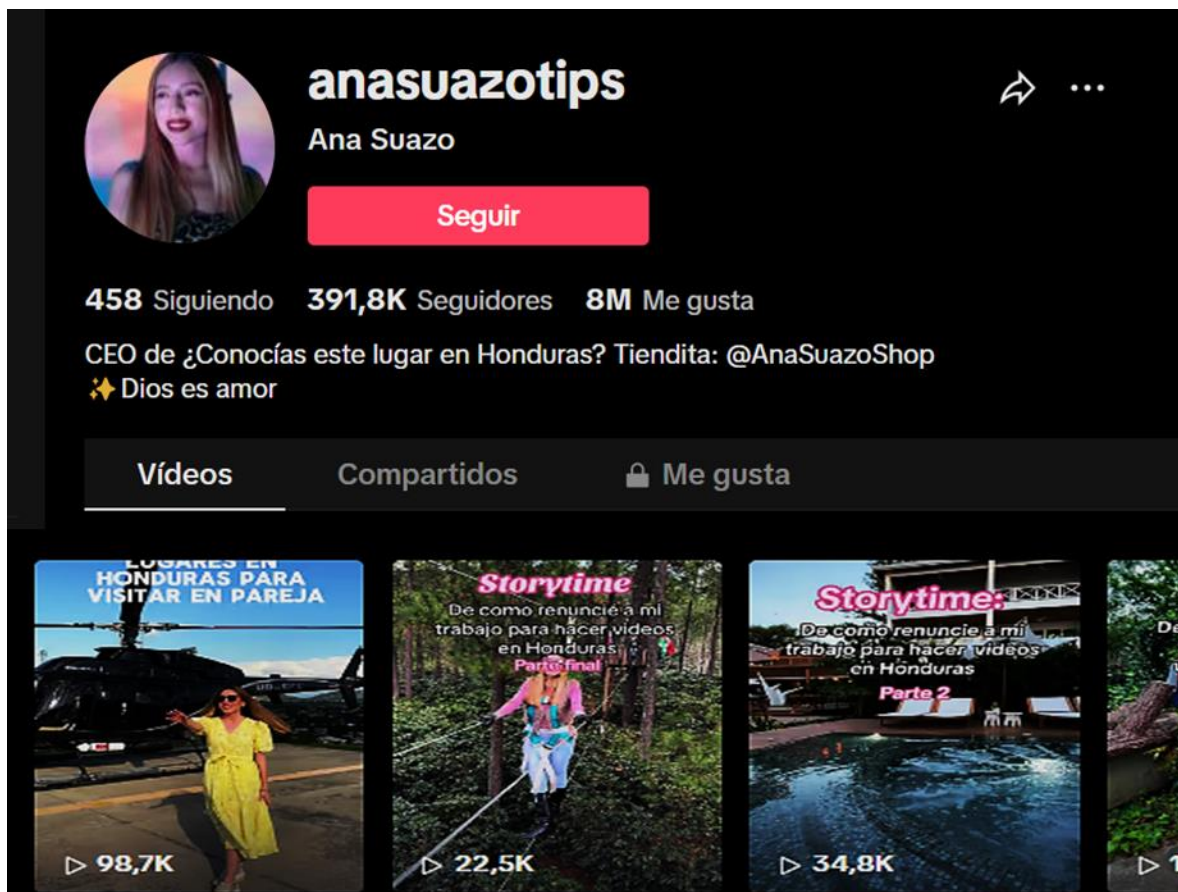 anasuazotips
Ana Suazo
Seguir
458 Siguiendo 391,8K Seguidores 8M Me gusta
CEO de ¿Conocías este lugar en Honduras? Tiendita: @AnaSuazoShop
✨Dios es amor
Vídeos Compartidos Me gusta
LUGARES EN
HONDURAS PARA
VISITAR EN PAREJA
98,7K
Storytime
De como renuncié a mi
trabajo para hacer videos
en Honduras
Parte final
22,5K
Storytime:
De como renuncie a mi
trabajo para hacer videos
en Honduras
Parte 2
34,8K